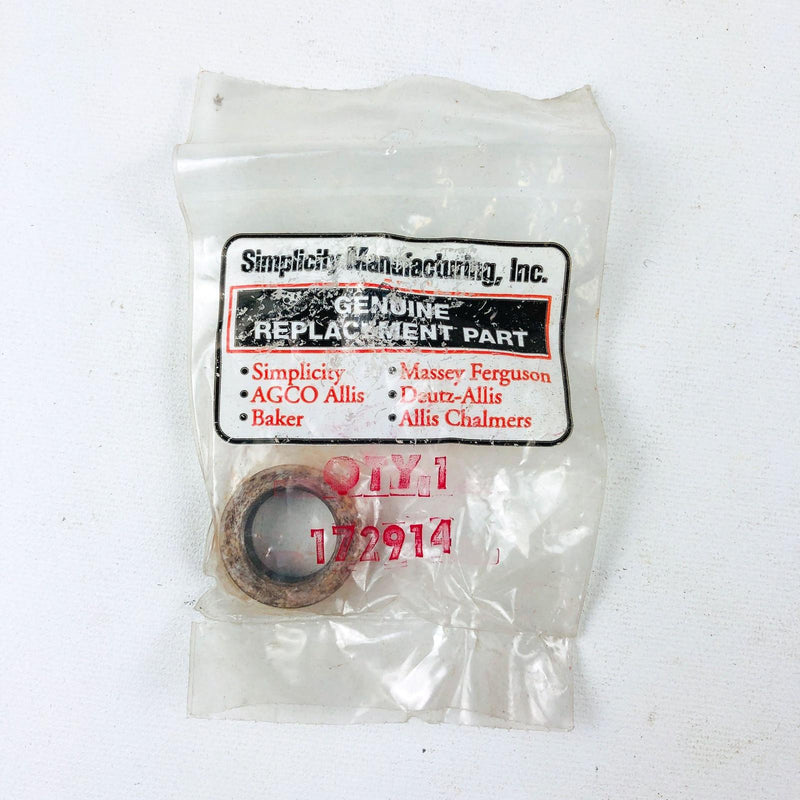 Simplicity Manufacturing, Inc.
GENUINE
REPLACEMENT PART
• Simplicity • Massey Ferguson
• AGCO Allis • Deutz-Allis
• Baker • Allis Chalmers
QTY.1
172914